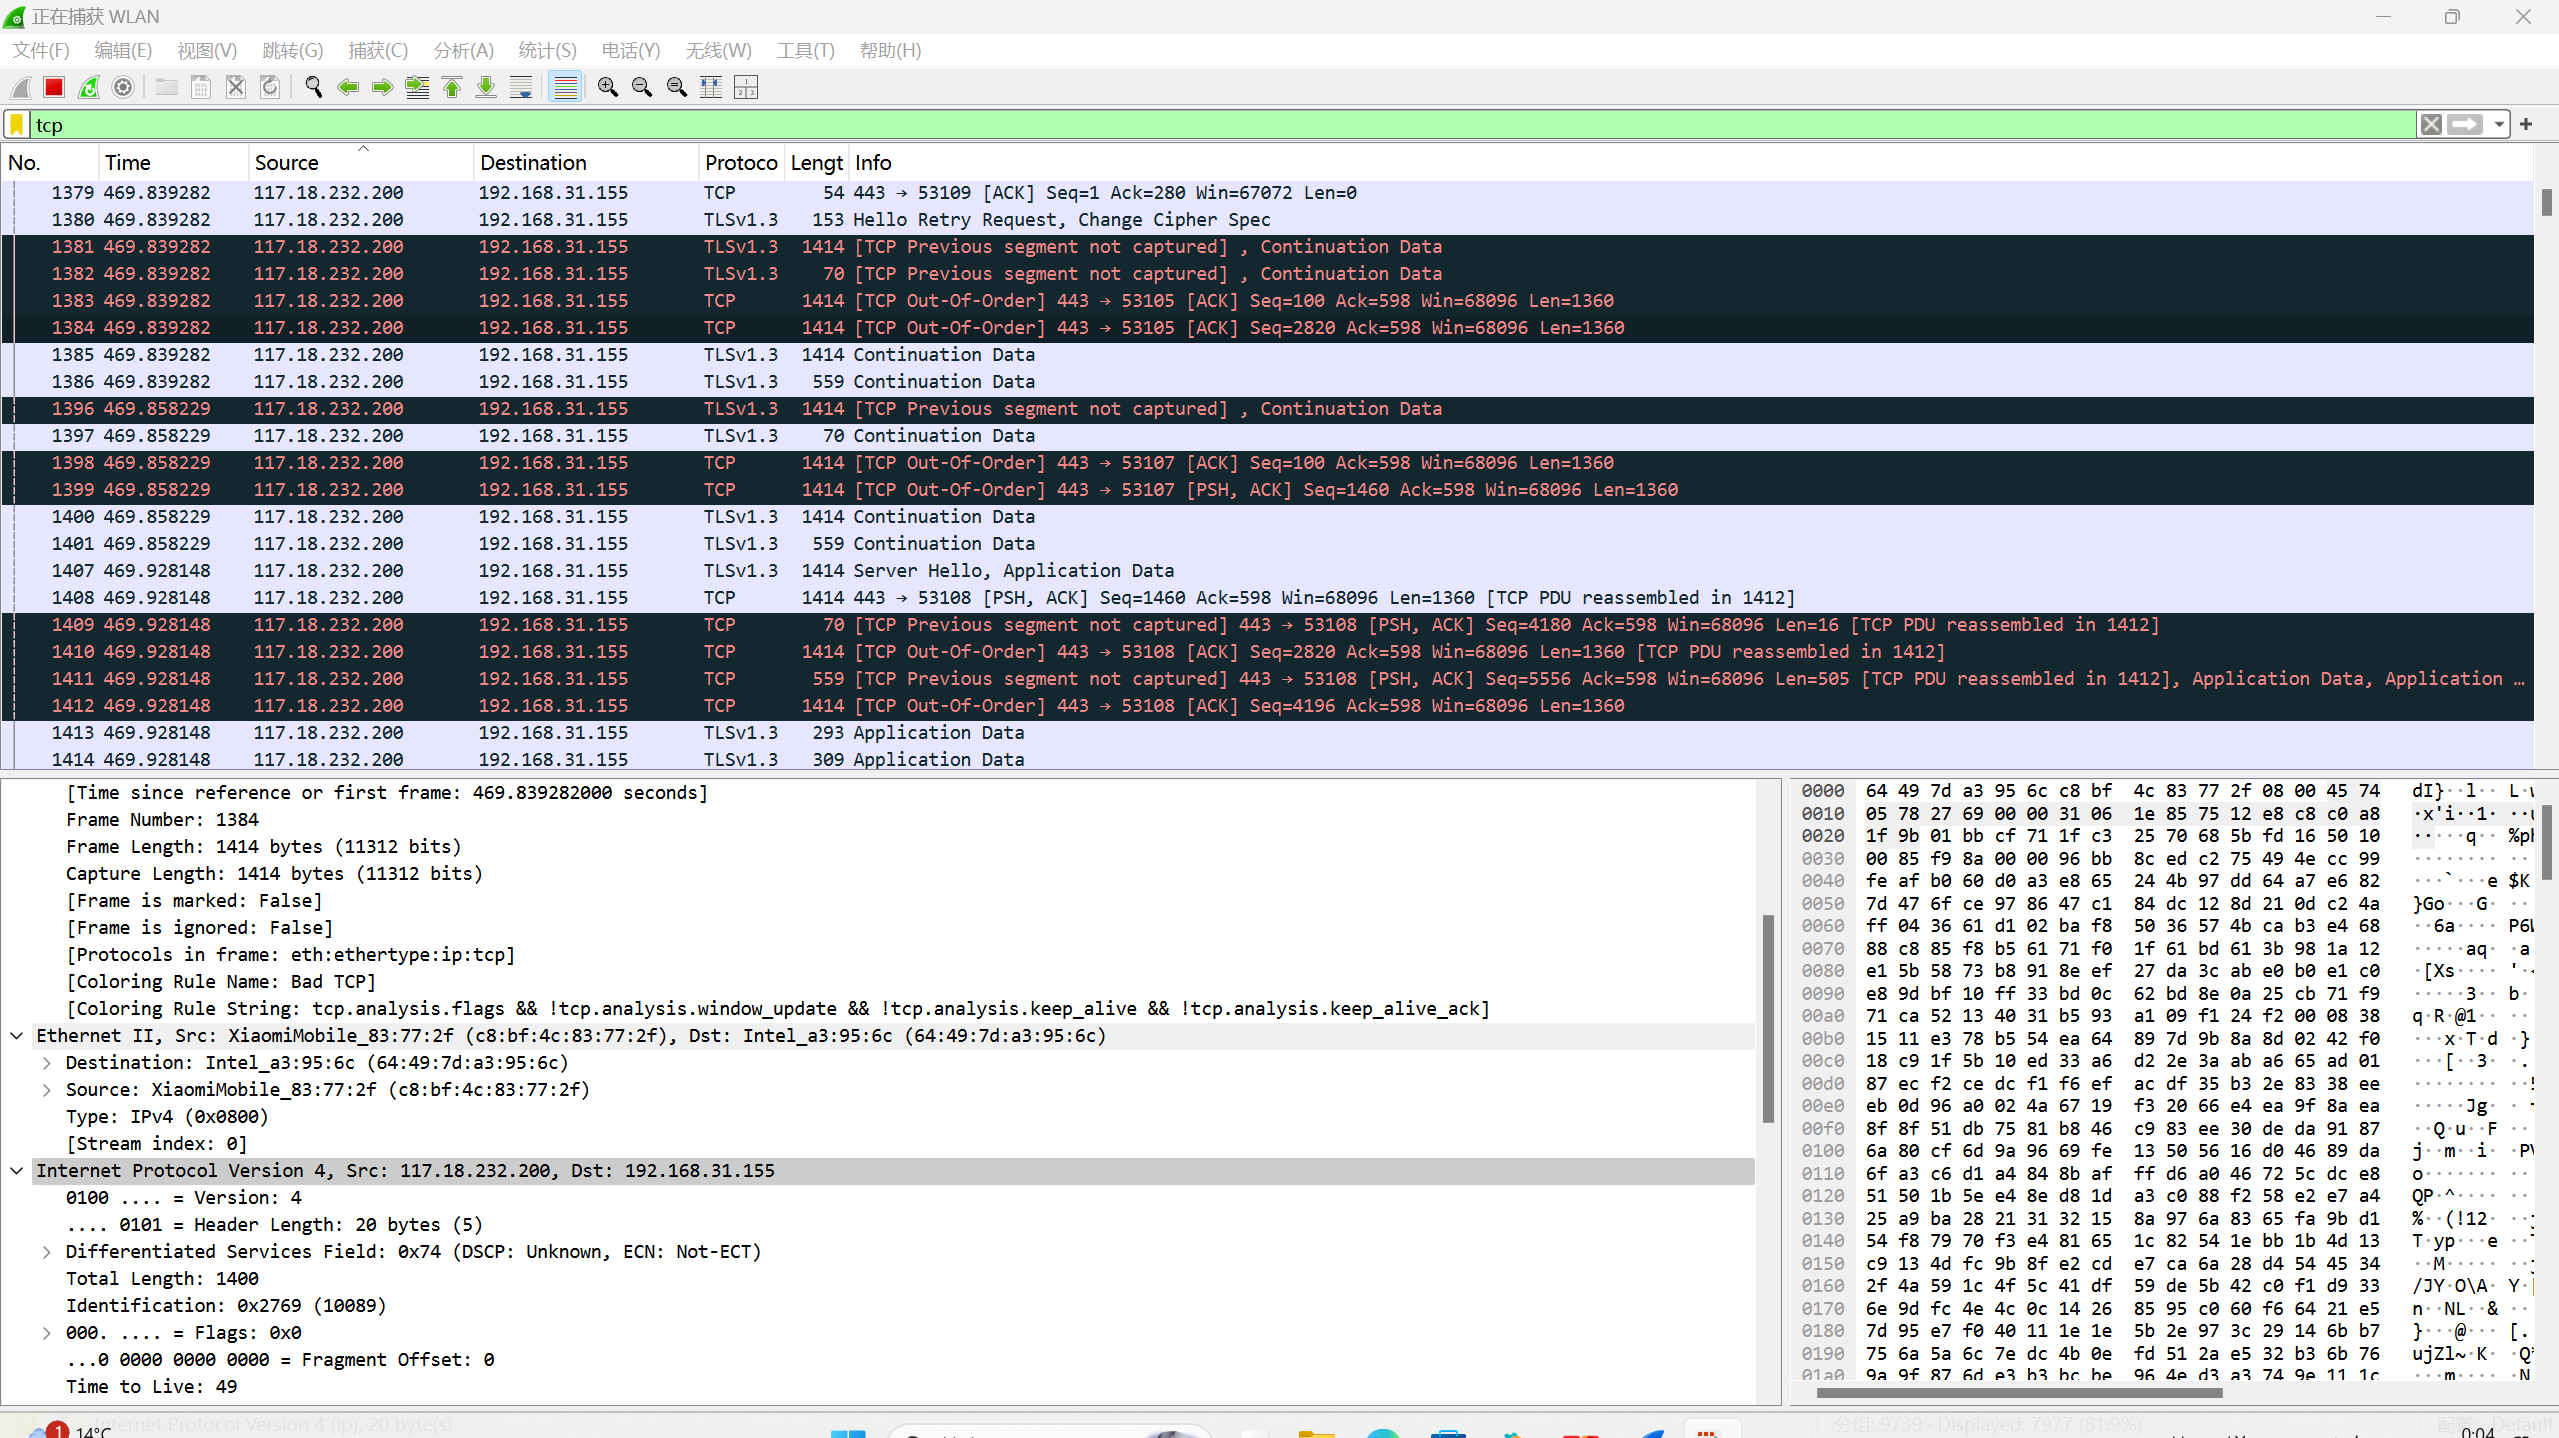 正在捕获 WLAN
文件(F) 编辑(E) 视图(V) 跳转(G) 捕获(C) 分析(A) 统计(S) 电话(Y) 无线(W) 工具(T) 帮助(H)
tcp
No. Time Source Destination Protoco Lengt Info
1379 469.839282 117.18.232.200 192.168.31.155 TCP 54 443 → 53109 [ACK] Seq=1 Ack=280 Win=67072 Len=0
1380 469.839282 117.18.232.200 192.168.31.155 TLSv1.3 153 Hello Retry Request, Change Cipher Spec
1381 469.839282 117.18.232.200 192.168.31.155 TLSv1.3 1414 [TCP Previous segment not captured] , Continuation Data
1382 469.839282 117.18.232.200 192.168.31.155 TLSv1.3 70 [TCP Previous segment not captured] , Continuation Data
1383 469.839282 117.18.232.200 192.168.31.155 TCP 1414 [TCP Out-Of-Order] 443 → 53105 [ACK] Seq=100 Ack=598 Win=68096 Len=1360
1384 469.839282 117.18.232.200 192.168.31.155 TCP 1414 [TCP Out-Of-Order] 443 → 53105 [ACK] Seq=2820 Ack=598 Win=68096 Len=1360
1385 469.839282 117.18.232.200 192.168.31.155 TLSv1.3 1414 Continuation Data
1386 469.839282 117.18.232.200 192.168.31.155 TLSv1.3 559 Continuation Data
1396 469.858229 117.18.232.200 192.168.31.155 TLSv1.3 1414 [TCP Previous segment not captured] , Continuation Data
1397 469.858229 117.18.232.200 192.168.31.155 TLSv1.3 70 Continuation Data
1398 469.858229 117.18.232.200 192.168.31.155 TCP 1414 [TCP Out-Of-Order] 443 → 53107 [ACK] Seq=100 Ack=598 Win=68096 Len=1360
1399 469.858229 117.18.232.200 192.168.31.155 TCP 1414 [TCP Out-Of-Order] 443 → 53107 [PSH, ACK] Seq=1460 Ack=598 Win=68096 Len=1360
1400 469.858229 117.18.232.200 192.168.31.155 TLSv1.3 1414 Continuation Data
1401 469.858229 117.18.232.200 192.168.31.155 TLSv1.3 559 Continuation Data
1407 469.928148 117.18.232.200 192.168.31.155 TLSv1.3 1414 Server Hello, Application Data
1408 469.928148 117.18.232.200 192.168.31.155 TCP 1414 443 → 53108 [PSH, ACK] Seq=1460 Ack=598 Win=68096 Len=1360 [TCP PDU reassembled in 1412]
1409 469.928148 117.18.232.200 192.168.31.155 TCP 70 [TCP Previous segment not captured] 443 → 53108 [PSH, ACK] Seq=4180 Ack=598 Win=68096 Len=16 [TCP PDU reassembled in 1412]
1410 469.928148 117.18.232.200 192.168.31.155 TCP 1414 [TCP Out-Of-Order] 443 → 53108 [ACK] Seq=2820 Ack=598 Win=68096 Len=1360 [TCP PDU reassembled in 1412]
1411 469.928148 117.18.232.200 192.168.31.155 TCP 559 [TCP Previous segment not captured] 443 → 53108 [PSH, ACK] Seq=5556 Ack=598 Win=68096 Len=505 [TCP PDU reassembled in 1412], Application Data, Application …
1412 469.928148 117.18.232.200 192.168.31.155 TCP 1414 [TCP Out-Of-Order] 443 → 53108 [ACK] Seq=4196 Ack=598 Win=68096 Len=1360
1413 469.928148 117.18.232.200 192.168.31.155 TLSv1.3 293 Application Data
1414 469.928148 117.18.232.200 192.168.31.155 TLSv1.3 309 Application Data
[Time since reference or first frame: 469.839282000 seconds]
Frame Number: 1384
Frame Length: 1414 bytes (11312 bits)
Capture Length: 1414 bytes (11312 bits)
[Frame is marked: False]
[Frame is ignored: False]
[Protocols in frame: eth:ethertype:ip:tcp]
[Coloring Rule Name: Bad TCP]
[Coloring Rule String: tcp.analysis.flags && !tcp.analysis.window_update && !tcp.analysis.keep_alive && !tcp.analysis.keep_alive_ack]
Ethernet II, Src: XiaomiMobile_83:77:2f (c8:bf:4c:83:77:2f), Dst: Intel_a3:95:6c (64:49:7d:a3:95:6c)
Destination: Intel_a3:95:6c (64:49:7d:a3:95:6c)
Source: XiaomiMobile_83:77:2f (c8:bf:4c:83:77:2f)
Type: IPv4 (0x0800)
[Stream index: 0]
Internet Protocol Version 4, Src: 117.18.232.200, Dst: 192.168.31.155
0100 .... = Version: 4
.... 0101 = Header Length: 20 bytes (5)
Differentiated Services Field: 0x74 (DSCP: Unknown, ECN: Not-ECT)
Total Length: 1400
Identification: 0x2769 (10089)
000. .... = Flags: 0x0
...0 0000 0000 0000 = Fragment Offset: 0
Time to Live: 49
0000 64 49 7d a3 95 6c c8 bf 4c 83 77 2f 08 00 45 74 dI}··l·· L·w
0010 05 78 27 69 00 00 31 06 1e 85 75 12 e8 c8 c0 a8 ·x'i··1· ··u
0020 1f 9b 01 bb cf 71 1f c3 25 70 68 5b fd 16 50 10 ·····q·· %ph
0030 00 85 f9 8a 00 00 96 bb 8c ed c2 75 49 4e cc 99 ········ ··
0040 fe af b0 60 d0 a3 e8 65 24 4b 97 dd 64 a7 e6 82 ···`···e $K
0050 7d 47 6f ce 97 86 47 c1 84 dc 12 8d 21 0d c2 4a }Go···G· ···
0060 ff 04 36 61 d1 02 ba f8 50 36 57 4b ca b3 e4 68 ··6a···· P6W
0070 88 c8 85 f8 b5 61 71 f0 1f 61 bd 61 3b 98 1a 12 ·····aq· ·a
0080 e1 5b 58 73 b8 91 8e ef 27 da 3c ab e0 b0 e1 c0 ·[Xs···· '·<
0090 e8 9d bf 10 ff 33 bd 0c 62 bd 8e 0a 25 cb 71 f9 ·····3·· b·
00a0 71 ca 52 13 40 31 b5 93 a1 09 f1 24 f2 00 08 38 q·R·@1·· ···
00b0 15 11 e3 78 b5 54 ea 64 89 7d 9b 8a 8d 02 42 f0 ···x·T·d ·}
00c0 18 c9 1f 5b 10 ed 33 a6 d2 2e 3a ab a6 65 ad 01 ···[··3· ·.
00d0 87 ec f2 ce dc f1 f6 ef ac df 35 b3 2e 83 38 ee ········ ··5
00e0 eb 0d 96 a0 02 4a 67 19 f3 20 66 e4 ea 9f 8a ea ·····Jg·
00f0 8f 8f 51 db 75 81 b8 46 c9 83 ee 30 de da 91 87 ··Q·u··F ···
0100 6a 80 cf 6d 9a 96 69 fe 13 50 56 16 d0 46 89 da j··m··i· ·PV
0110 6f a3 c6 d1 a4 84 8b af ff d6 a0 46 72 5c dc e8 o······· ···
0120 51 50 1b 5e e4 8e d8 1d a3 c0 88 f2 58 e2 e7 a4 QP·^···· ··
0130 25 a9 ba 28 21 31 32 15 8a 97 6a 83 65 fa 9b d1 %··(!12· ··j
0140 54 f8 79 70 f3 e4 81 65 1c 82 54 1e bb 1b 4d 13 T·yp···e ··T
0150 c9 13 4d fc 9b 8f e2 cd e7 ca 6a 28 d4 54 45 34 ··M····· ··j
0160 2f 4a 59 1c 4f 5c 41 df 59 de 5b 42 c0 f1 d9 33 /JY·O\A· Y·[
0170 6e 9d fc 4e 4c 0c 14 26 85 95 c0 60 f6 64 21 e5 n··NL··& ···
0180 7d 95 e7 f0 40 11 1e 1e 5b 2e 97 3c 29 14 6b b7 }···@··· [.
0190 75 6a 5a 6c 7e dc 4b 0e fd 51 2a e5 32 b3 6b 76 ujZl~·K· ·Q*
01a0 9a 9f 87 6d e3 b3 bc be 96 4e d3 a3 74 9e 11 1c ···m···· ·N
Internet Protocol Version 4 (ip), 20 byte(s)
分组: 9739 · Displayed: 7977 (81.9%)
配置: Default
1 14°C
0:04